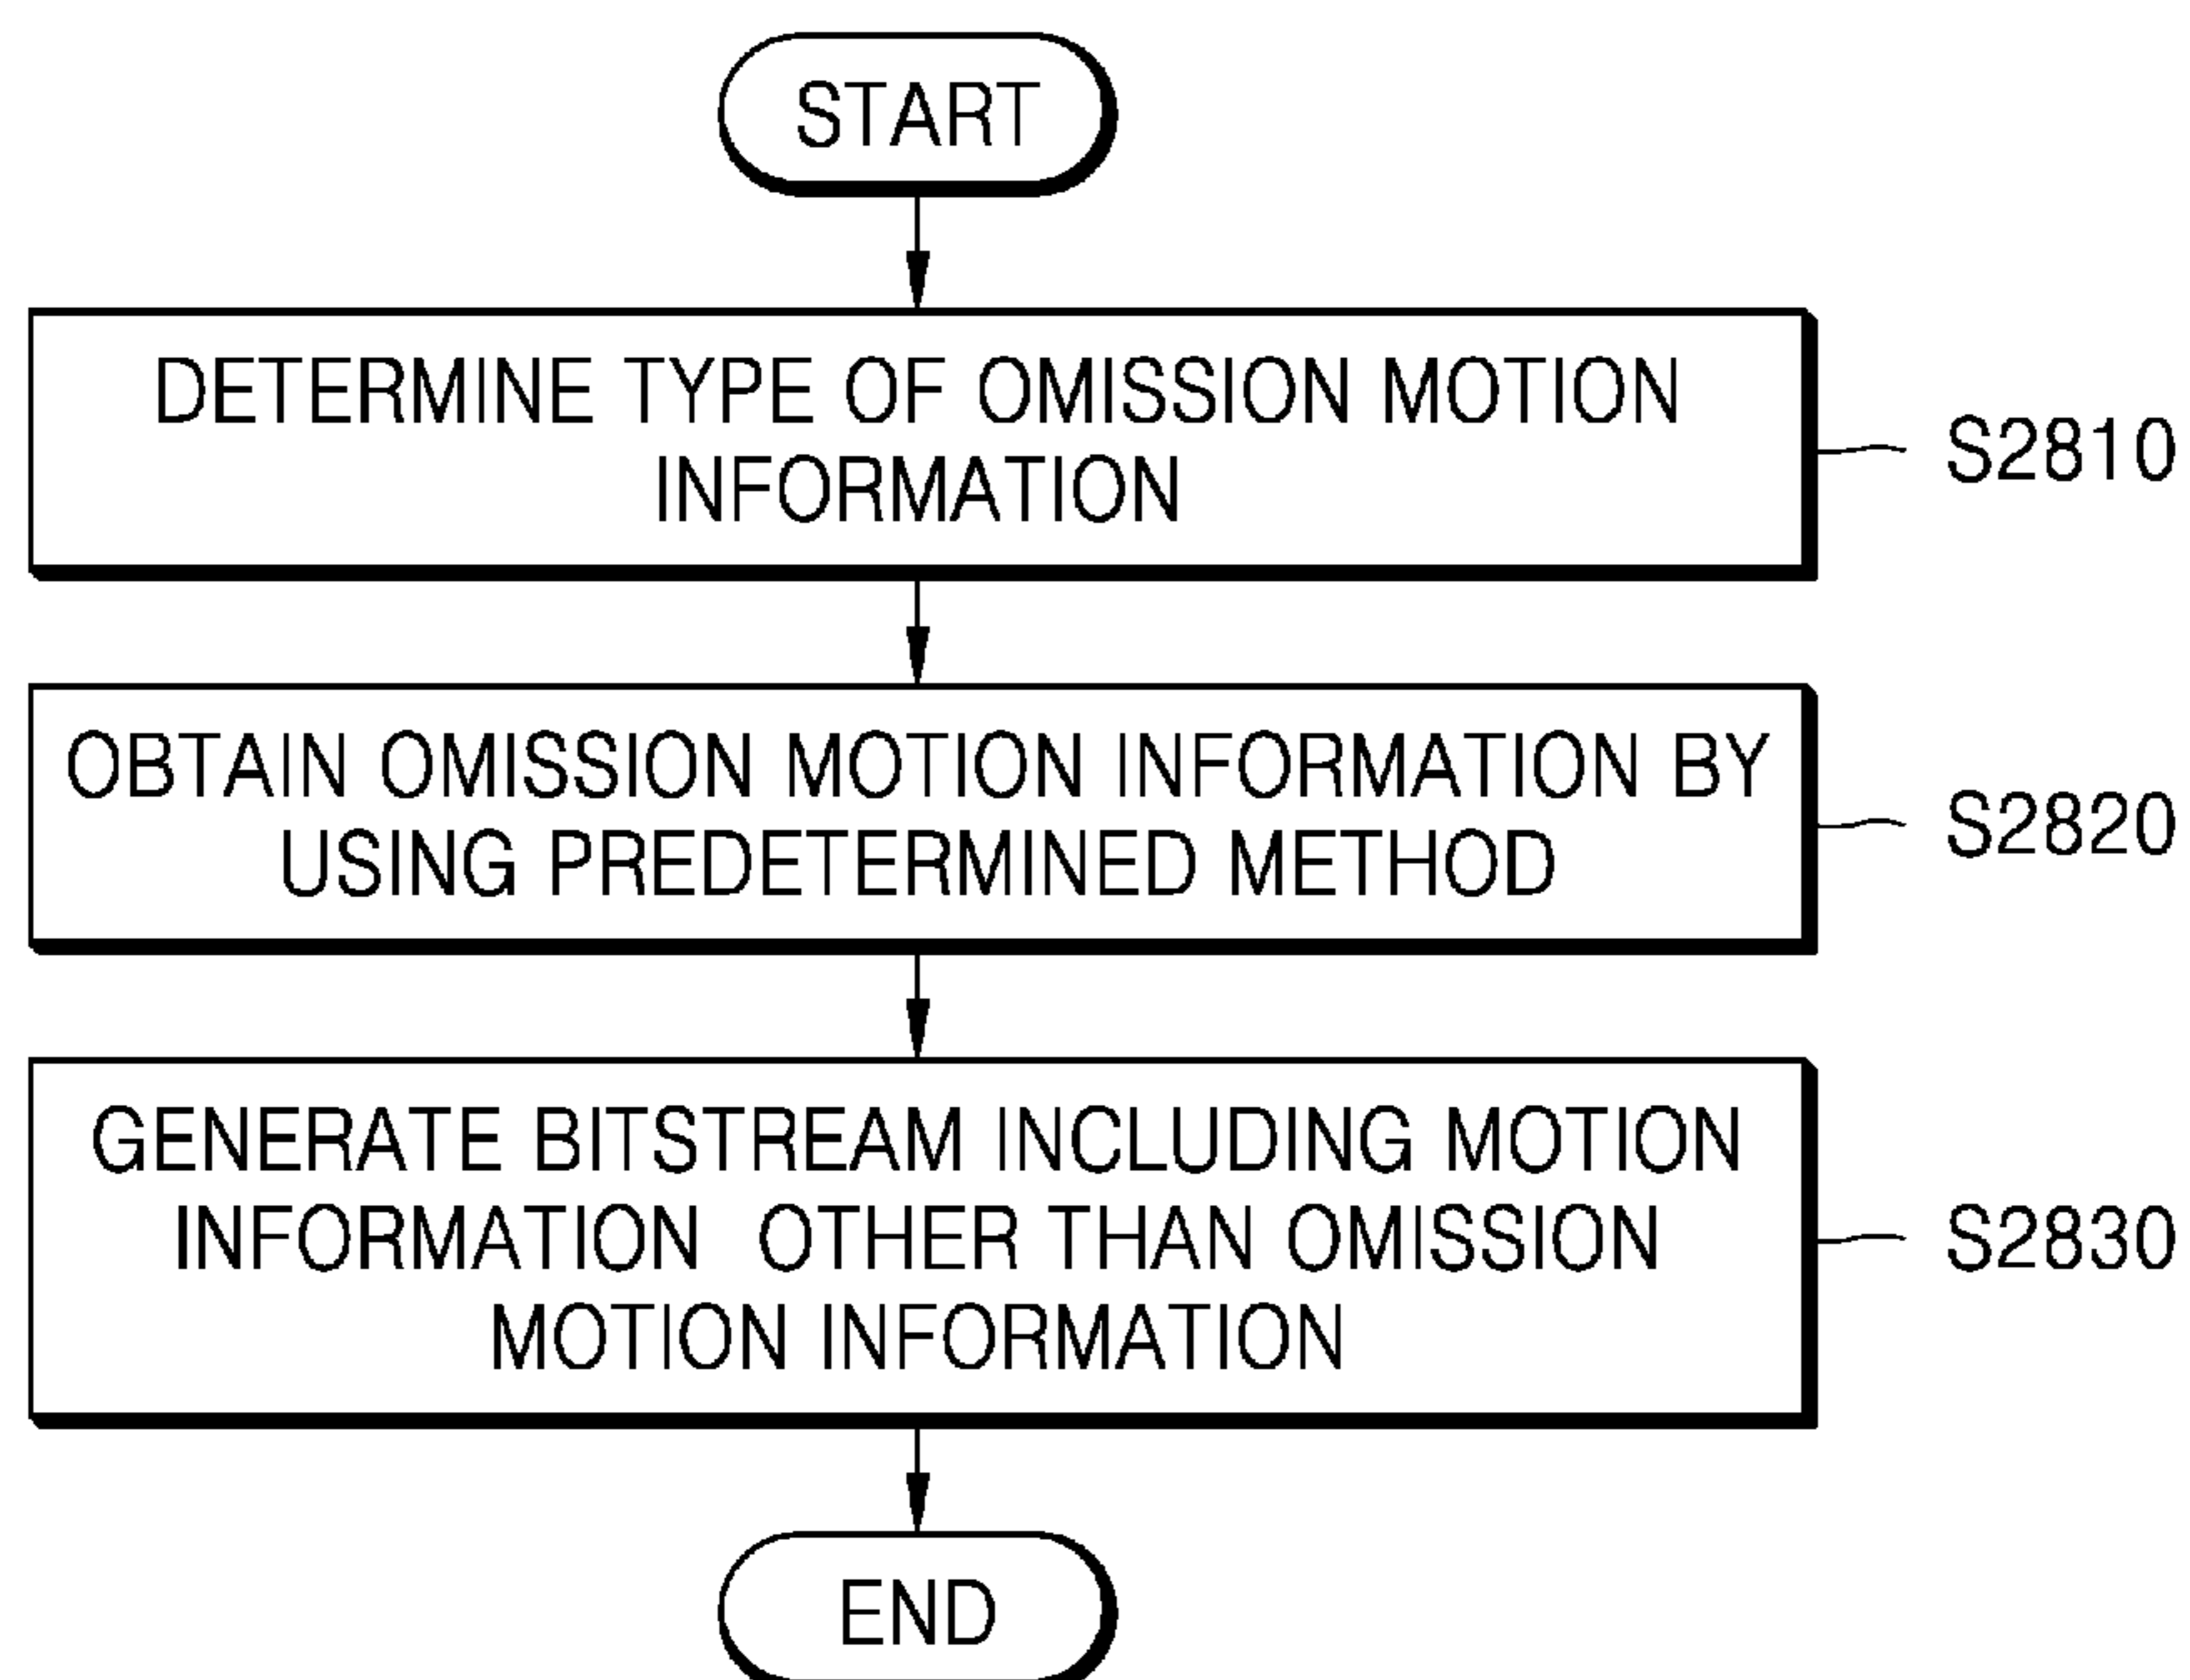 START
DETERMINE TYPE OF OMISSION MOTION
INFORMATION
S2810
OBTAIN OMISSION MOTION INFORMATION BY
USING PREDETERMINED METHOD
S2820
GENERATE BITSTREAM INCLUDING MOTION
INFORMATION OTHER THAN OMISSION
MOTION INFORMATION
S2830
END